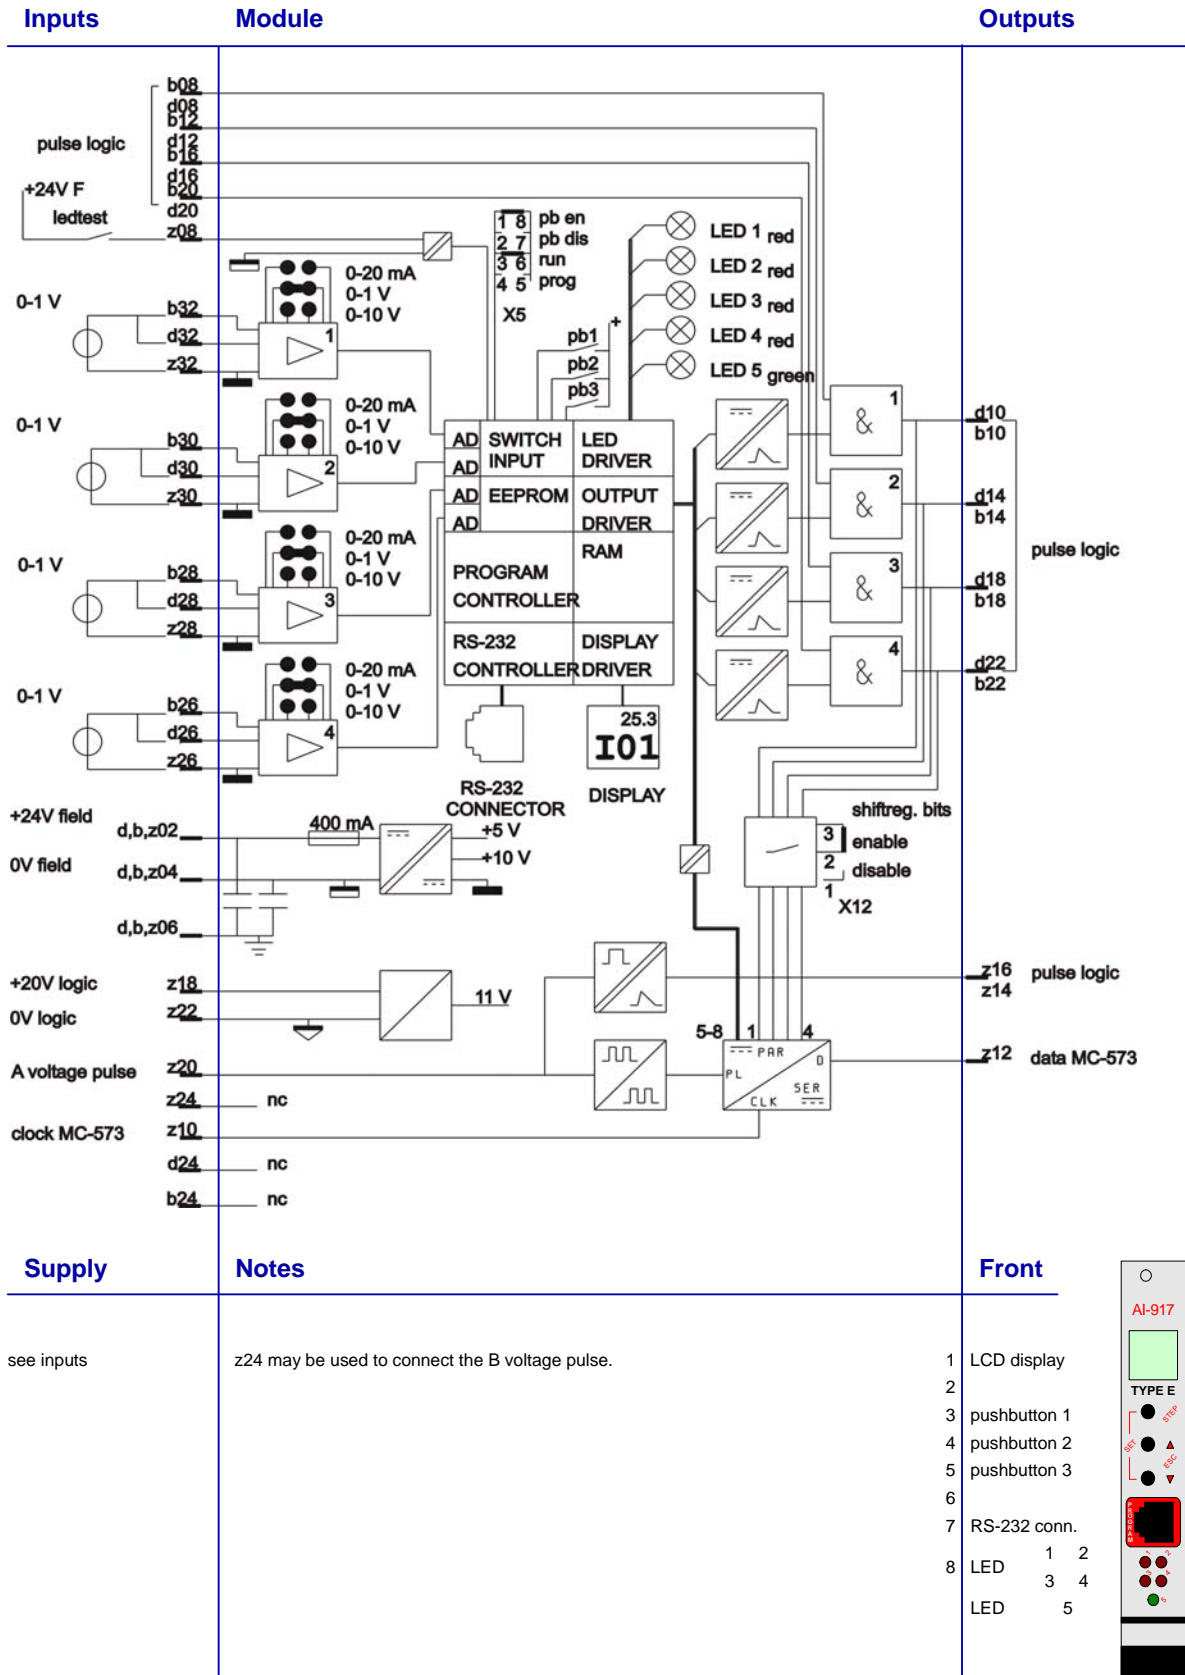 Inputs Module Outputs
b08
d08
b12
pulse logic d12
b16
d16
+24V F b20
ledtest d20
z08
1 8 pb en
2 7 pb dis
3 6 run
4 5 prog
X5
LED 1 red
LED 2 red
LED 3 red
LED 4 red
LED 5 green
pb1 +
pb2
pb3
0-1 V b32 0-20 mA
d32 0-1 V
z32 0-10 V
1
0-1 V b30 0-20 mA
d30 0-1 V
z30 0-10 V
2
0-1 V b28 0-20 mA
d28 0-1 V
z28 0-10 V
3
0-1 V b26 0-20 mA
d26 0-1 V
z26 0-10 V
4
AD SWITCH LED
AD INPUT DRIVER
AD EEPROM OUTPUT
AD DRIVER
RAM
PROGRAM
CONTROLLER
RS-232 DISPLAY
CONTROLLER DRIVER
25.3
I01
RS-232
CONNECTOR
DISPLAY
1
&
2
&
3
&
4
&
d10
b10
d14
b14
pulse logic
d18
b18
d22
b22
+24V field d,b,z02 400 mA +5 V
0V field d,b,z04 +10 V
d,b,z06
shiftreg. bits
3 enable
2 disable
1 X12
+20V logic z18 11 V
0V logic z22
z16 pulse logic
z14
5-8 1 4
A voltage pulse z20
PAR D
PL SER
CLK
z12 data MC-573
z24 nc
clock MC-573 z10
d24 nc
b24 nc
Supply Notes Front
see inputs z24 may be used to connect the B voltage pulse.
1 LCD display
2
3 pushbutton 1
4 pushbutton 2
5 pushbutton 3
6
7 RS-232 conn.
8 LED 1 2
3 4
LED 5
AI-917
TYPE E
STEP
SET
ESC
PROGRAM
1 2
3 4
5